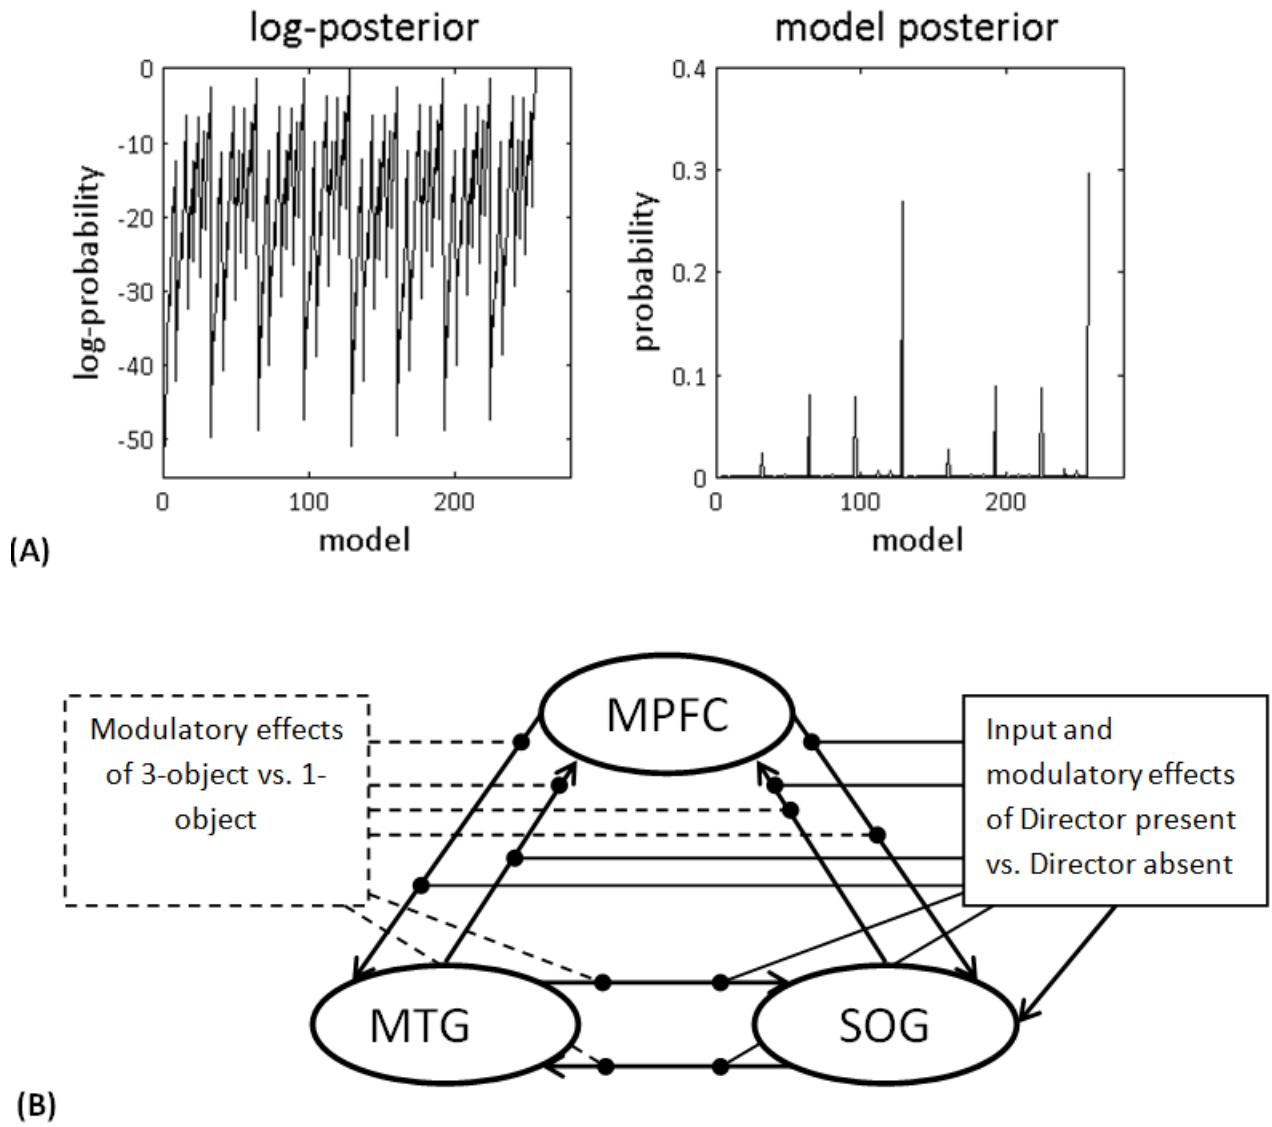 log-posterior
0
-10
-20
-30
-40
-50
log-probability
0
100
200
model
model posterior
0.4
0.3
0.2
0.1
0
probability
0
100
200
model
(A)
MPFC
Modulatory effects
of 3-object vs. 1-
object
Input and
modulatory effects
of Director present
vs. Director absent
MTG
SOG
(B)